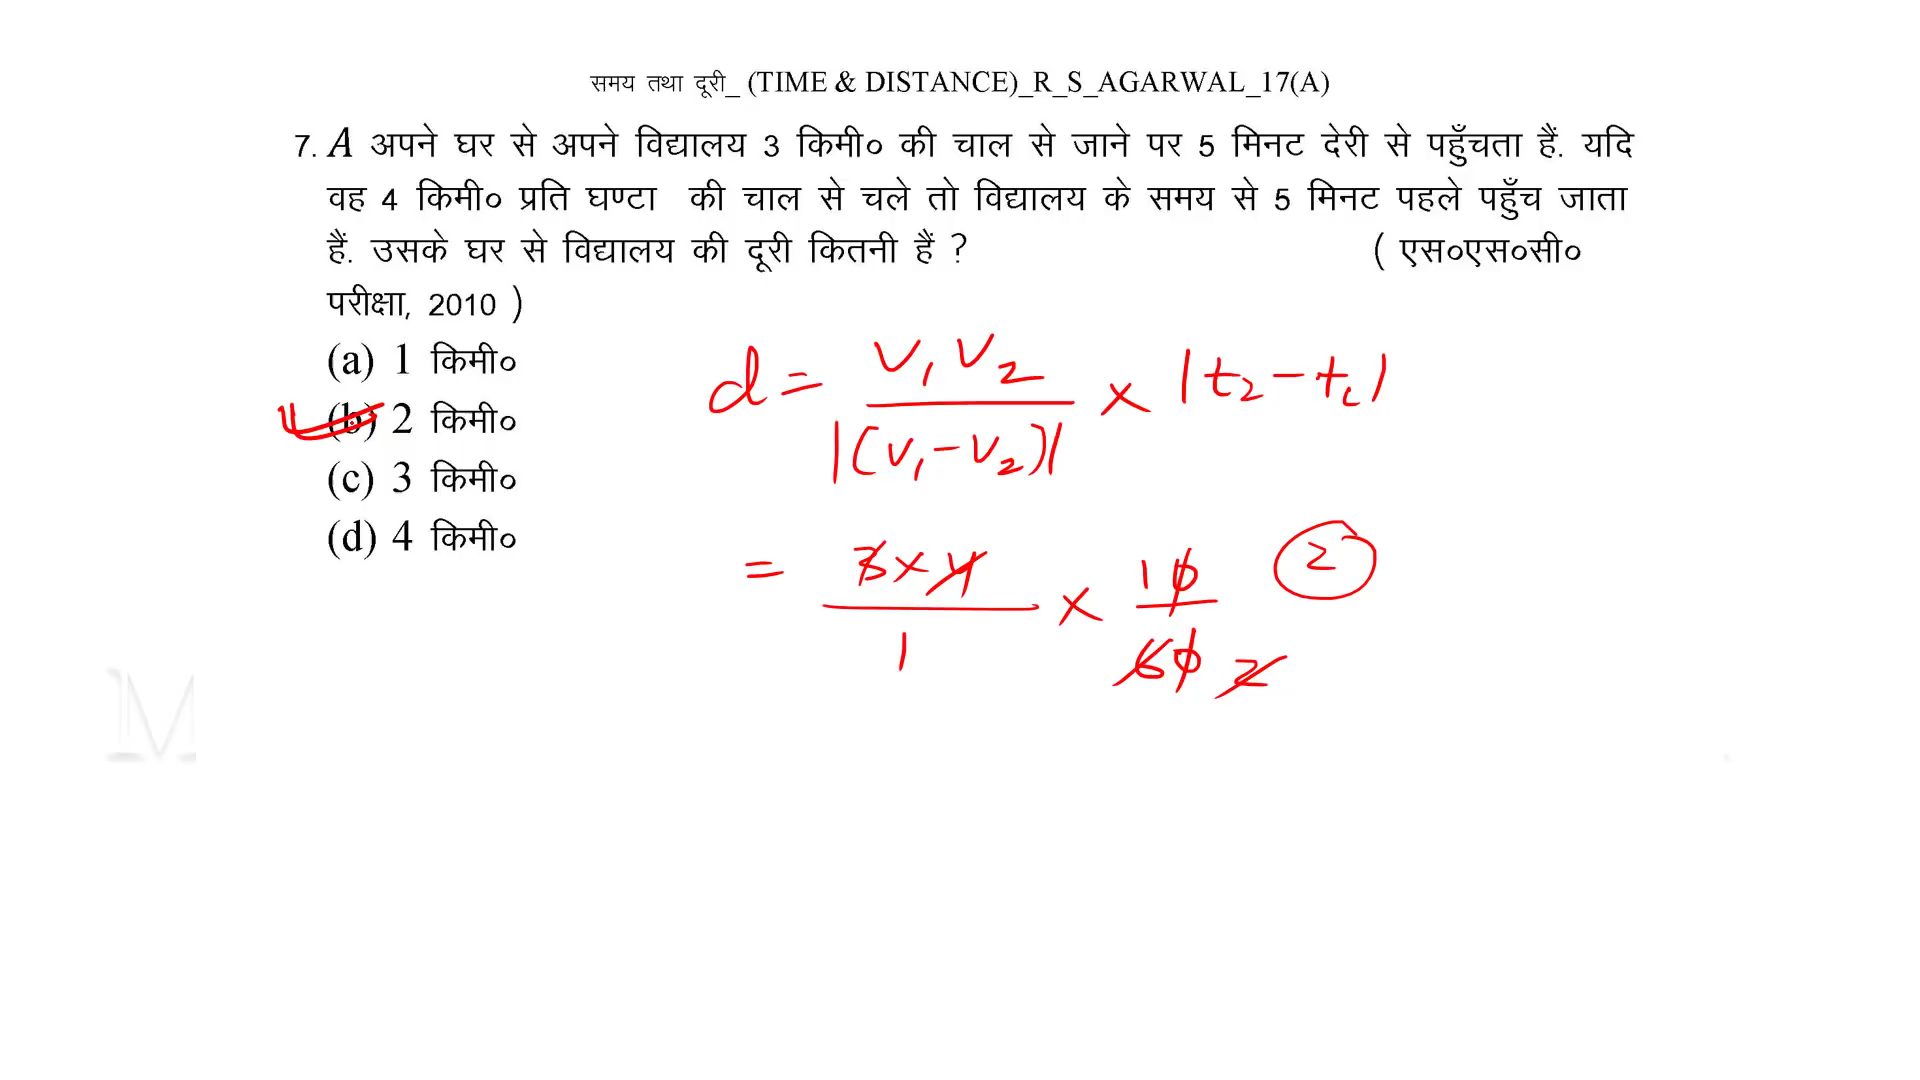 समय तथा दूरी_ (TIME & DISTANCE)_R_S_AGARWAL_17(A)
7. A अपने घर से अपने विद्यालय 3 किमी० की चाल से जाने पर 5 मिनट देरी से पहुँचता हैं. यदि
वह 4 किमी० प्रति घण्टा की चाल से चले तो विद्यालय के समय से 5 मिनट पहले पहुँच जाता
हैं. उसके घर से विद्यालय की दूरी कितनी हैं ? ( एस०एस०सी०
परीक्षा, 2010 )
(a) 1 किमी०
(b) 2 किमी०
(c) 3 किमी०
(d) 4 किमी०
d = V₁V₂ / |(V₁-V₂)| × |t₂-t₁|
= 3×4 / 1 × 10 / 60 2
2
M